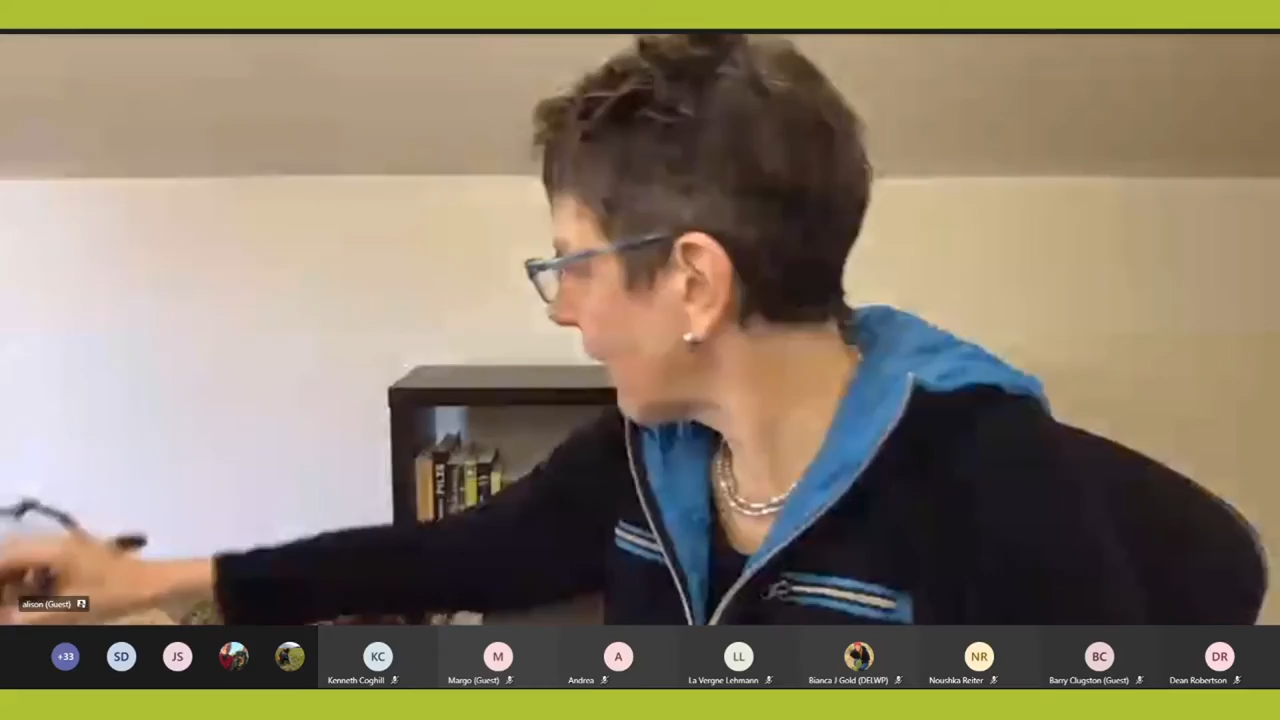 PILZE
alison (Guest)
+33
SD
JS
KC
M
A
LL
NR
BC
DR
Kenneth Coghill
Margo (Guest)
Andrea
La Vergne Lehmann
Bianca J Gold (DELWP)
Noushka Reiter
Barry Clugston (Guest)
Dean Robertson